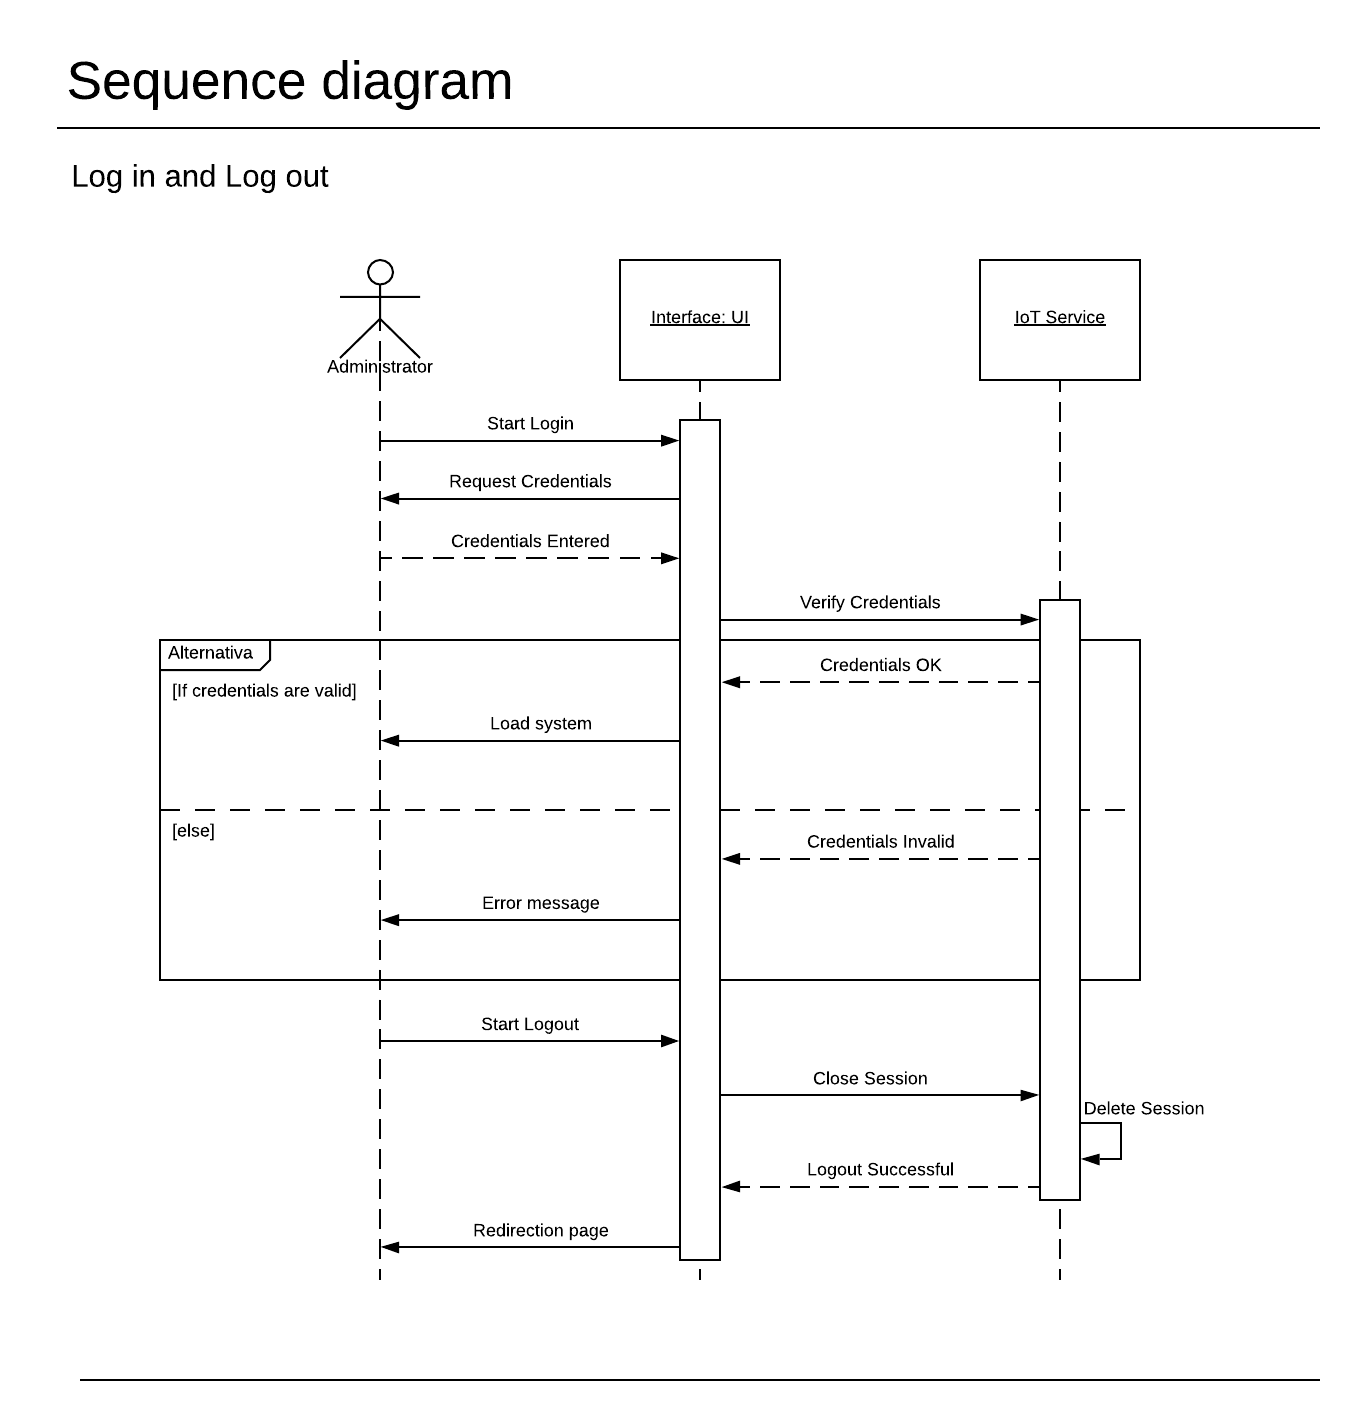 Sequence diagram
Log in and Log out
Administrator
Interface: UI
IoT Service
Start Login
Request Credentials
Credentials Entered
Verify Credentials
Alternativa
Credentials OK
[If credentials are valid]
Load system
[else]
Credentials Invalid
Error message
Start Logout
Close Session
Delete Session
Logout Successful
Redirection page